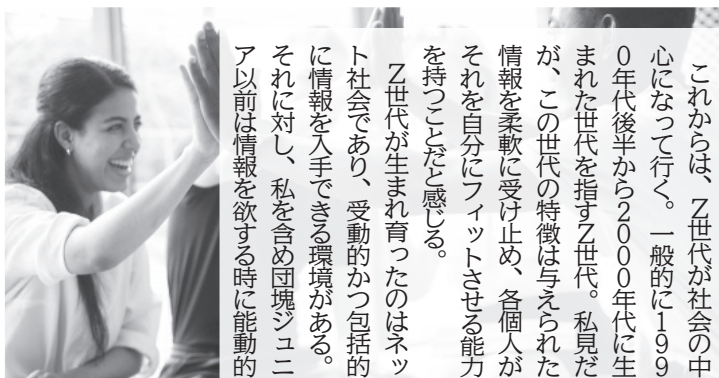 これからは、Z世代が社会の中
心になって行く。一般的に199
0年代後半から2000年代に生
まれた世代を指すZ世代。私見だ
が、この世代の特徴は与えられた
情報を柔軟に受け止め、各個人が
それを自分にフィットさせる能力
を持つことだと感じる。
Z世代が生まれ育ったのはネッ
ト社会であり、受動的かつ包括的
に情報を入手できる環境がある。
それに対し、私を含め団塊ジュニ
ア以前は情報を欲する時に能動的